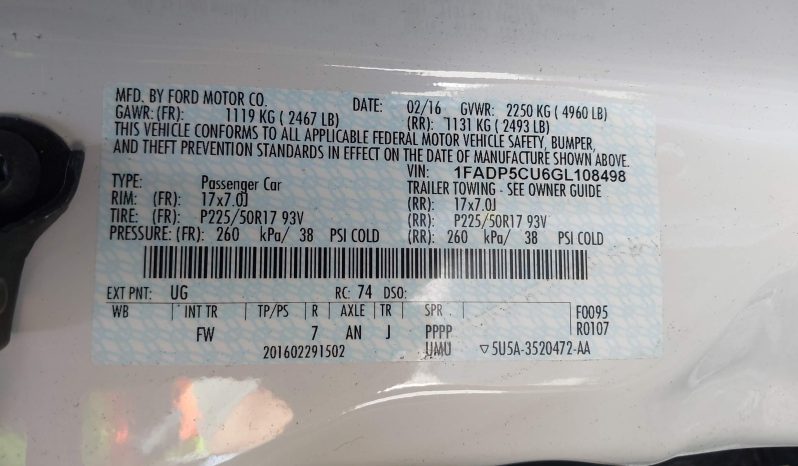 MFD. BY FORD MOTOR CO. DATE: 02/16 GVWR: 2250 KG ( 4960 LB)
GAWR: (FR): 1119 KG ( 2467 LB) (RR): 1131 KG ( 2493 LB)
THIS VEHICLE CONFORMS TO ALL APPLICABLE FEDERAL MOTOR VEHICLE SAFETY, BUMPER,
AND THEFT PREVENTION STANDARDS IN EFFECT ON THE DATE OF MANUFACTURE SHOWN ABOVE.
VIN: 1FADP5CU6GL108498
TYPE: Passenger Car TRAILER TOWING - SEE OWNER GUIDE
RIM: (FR): 17x7.0J (RR): 17x7.0J
TIRE: (FR): P225/50R17 93V (RR): P225/50R17 93V
PRESSURE: (FR): 260 kPa/ 38 PSI COLD (RR): 260 kPa/ 38 PSI COLD
EXT PNT: UG RC: 74 DSO:
WB INT TR TP/PS R AXLE TR SPR F0095
FW 7 AN J PPPP R0107
201602291502 UMU ▽5U5A-3520472-AA